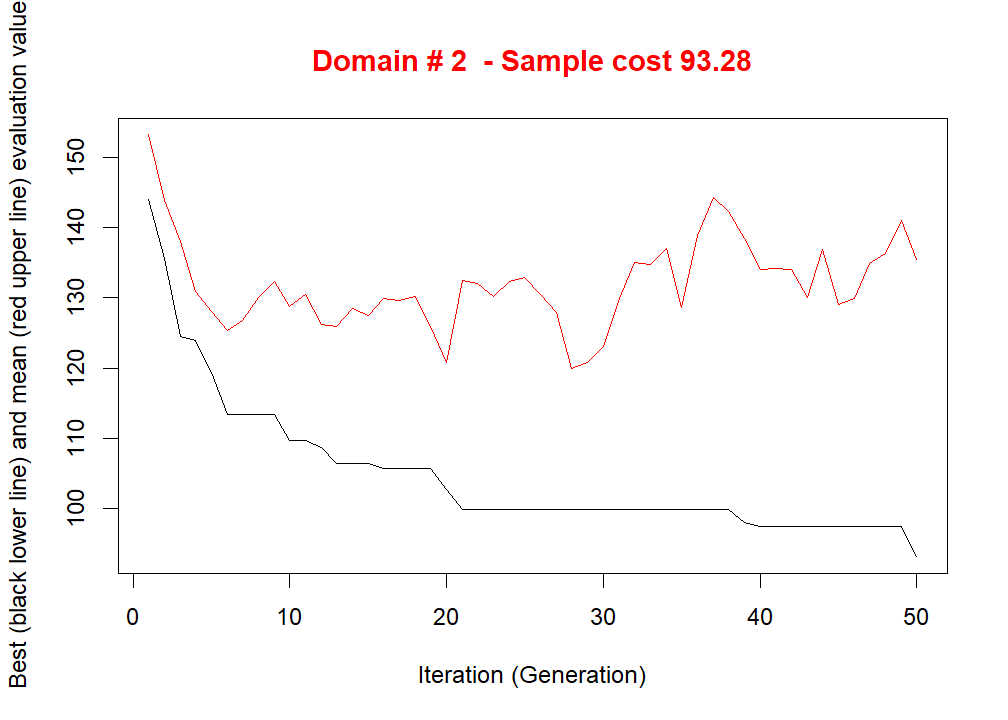 Domain # 2  - Sample cost 93.28
Best (black lower line) and mean (red upper line) evaluation value
150
140
130
120
110
100
0 10 20 30 40 50
Iteration (Generation)